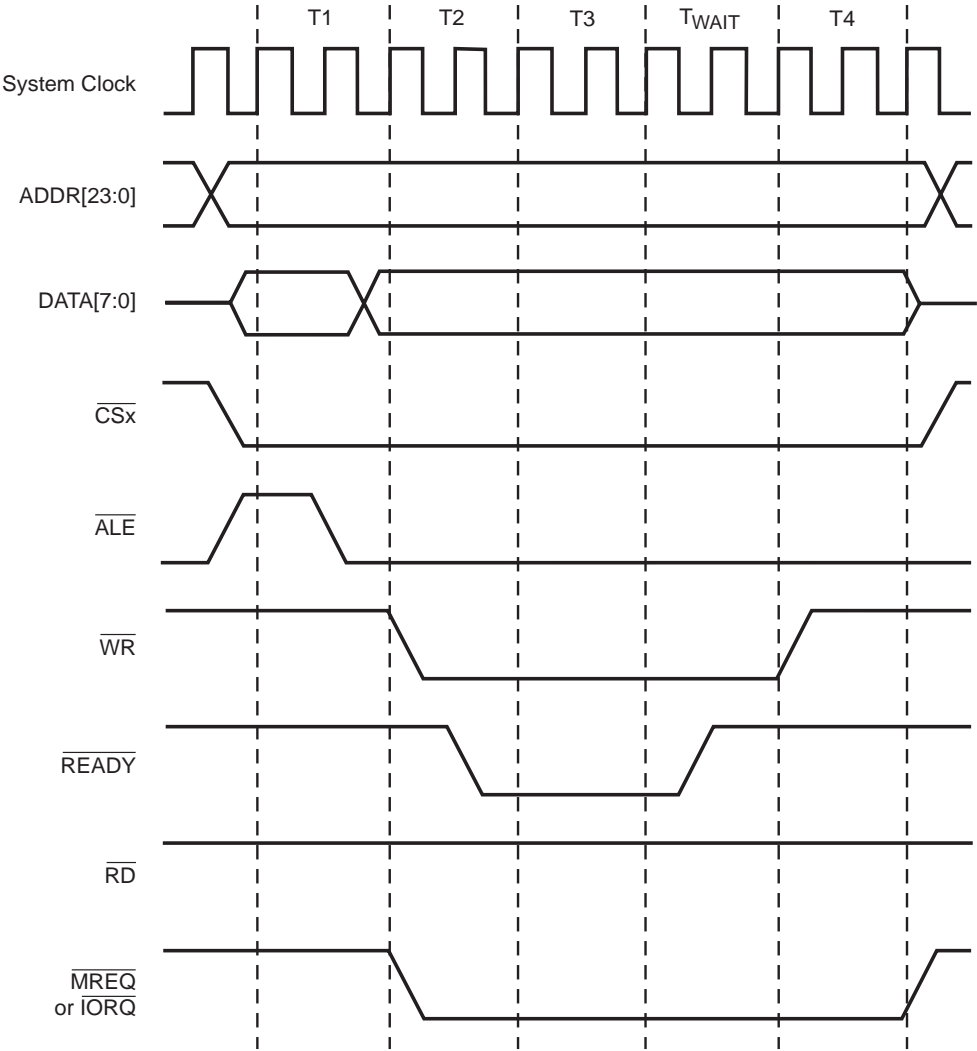 T1 T2 T3 TWAIT T4
System Clock
ADDR[23:0]
DATA[7:0]
CSx
ALE
WR
READY
RD
MREQ
or IORQ